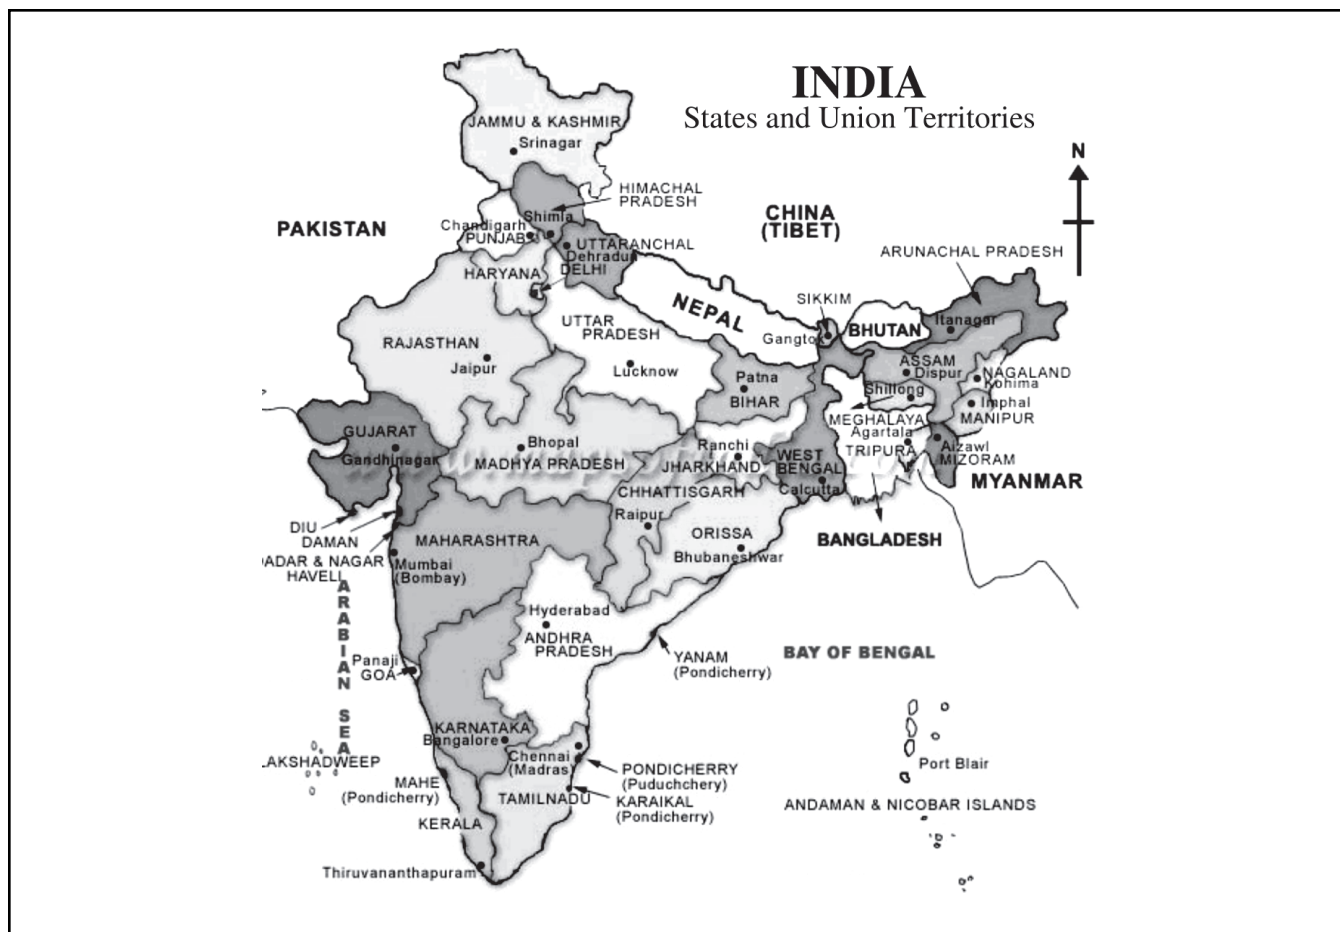 INDIA
States and Union Territories
N
JAMMU & KASHMIR
Srinagar
HIMACHAL
PRADESH
PAKISTAN
CHINA
(TIBET)
Chandigarh
Shimla
PUNJAB
UTTARANCHAL
Dehradun
DELHI
HARYANA
ARUNACHAL PRADESH
NEPAL
SIKKIM
Gangtok
BHUTAN
Itanagar
UTTAR
PRADESH
Lucknow
RAJASTHAN
Jaipur
ASSAM
Dispur
NAGALAND
Kohima
Shillong
Imphal
MANIPUR
MEGHALAYA
Agartala
TRIPURA
Aizawl
MIZORAM
MYANMAR
Patna
BIHAR
GUJARAT
Gandhinagar
Bhopal
MADHYA PRADESH
Ranchi
JHARKHAND
WEST
BENGAL
Calcutta
CHHATTISGARH
Raipur
ORISSA
Bhubaneshwar
BANGLADESH
DIU
DAMAN
DADAR & NAGAR
HAVELI
MAHARASHTRA
Mumbai
(Bombay)
ARABIAN SEA
Hyderabad
ANDHRA
PRADESH
YANAM
(Pondicherry)
BAY OF BENGAL
Panaji
GOA
KARNATAKA
Bangalore
Chennai
(Madras)
PONDICHERRY
(Puduchchery)
LAKSHADWEEP
MAHE
(Pondicherry)
TAMILNADU
KARAIKAL
(Pondicherry)
KERALA
Thiruvananthapuram
Port Blair
ANDAMAN & NICOBAR ISLANDS